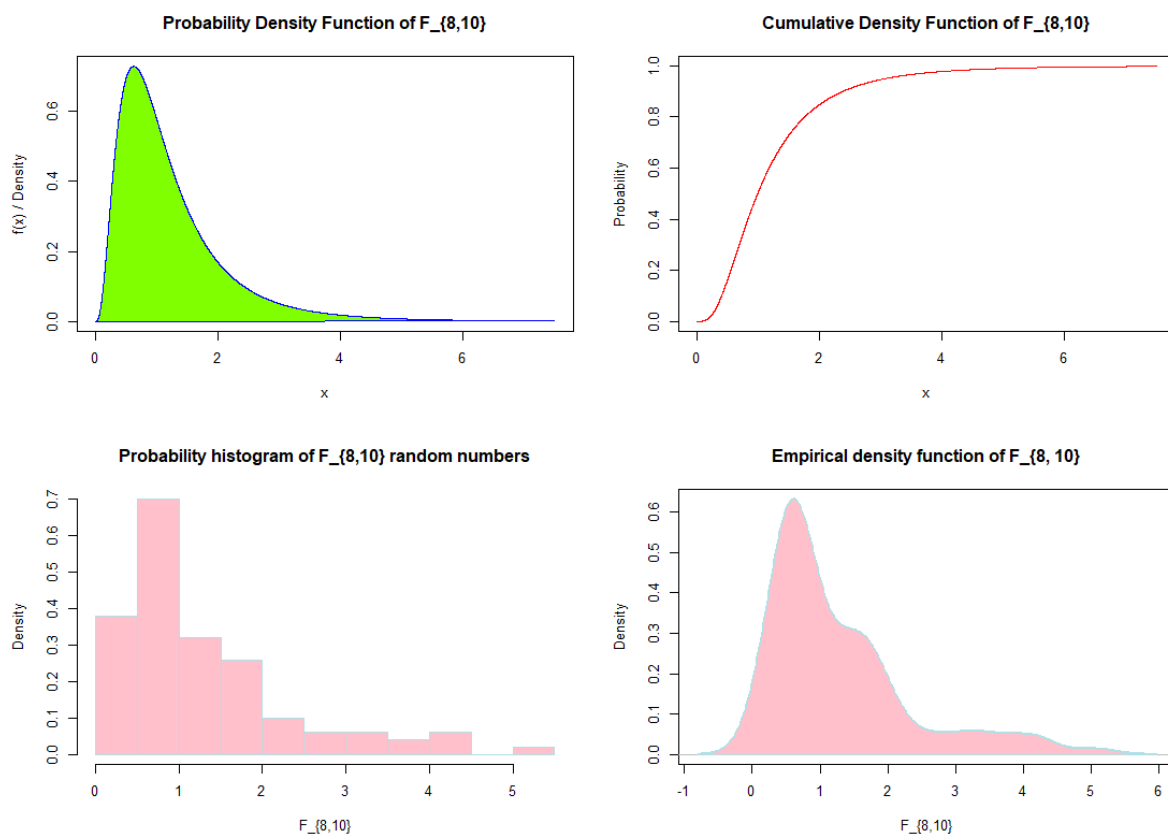 Probability Density Function of F_{8,10}
f(x) / Density
0.0 0.2 0.4 0.6
0 2 4 6
x
Cumulative Density Function of F_{8,10}
Probability
0.0 0.2 0.4 0.6 0.8 1.0
0 2 4 6
x
Probability histogram of F_{8,10} random numbers
Density
0.0 0.1 0.2 0.3 0.4 0.5 0.6 0.7
0 1 2 3 4 5
F_{8,10}
Empirical density function of F_{8, 10}
Density
0.0 0.1 0.2 0.3 0.4 0.5 0.6
-1 0 1 2 3 4 5 6
F_{8,10}